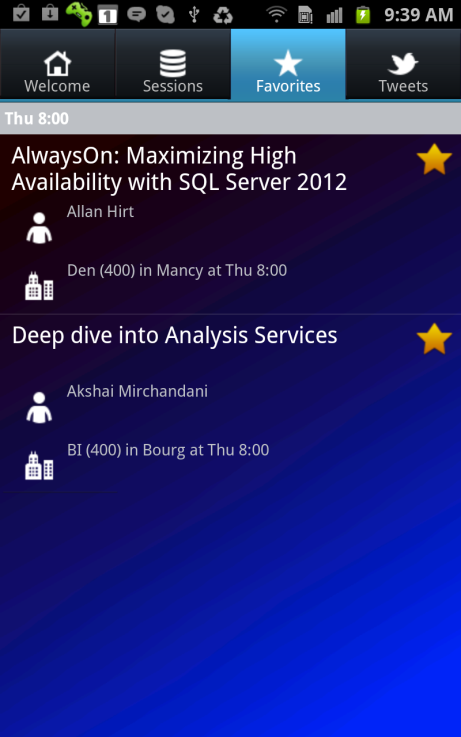 1
9:39 AM
Welcome
Sessions
Favorites
Tweets
Thu 8:00
AlwaysOn: Maximizing High
Availability with SQL Server 2012
Allan Hirt
Den (400) in Mancy at Thu 8:00
Deep dive into Analysis Services
Akshai Mirchandani
BI (400) in Bourg at Thu 8:00